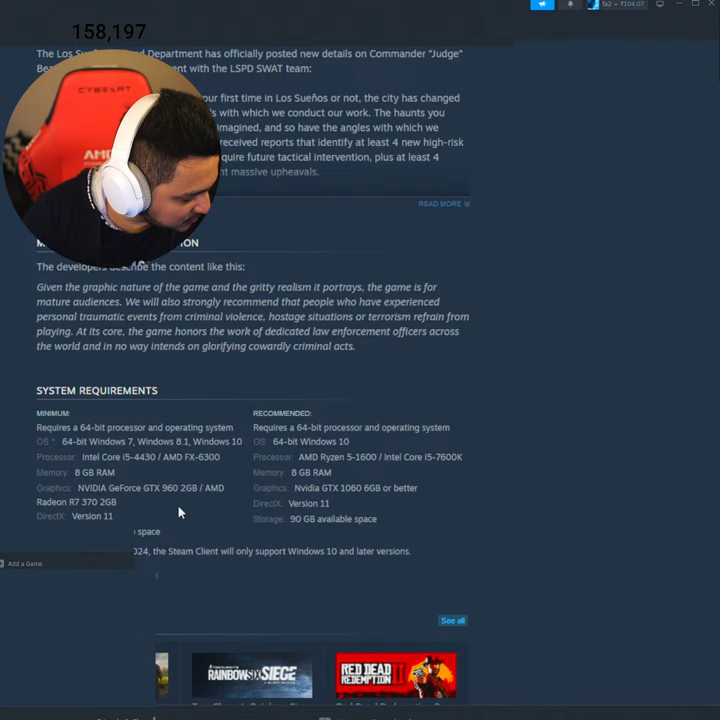 fa2 ₹104.07
158,197
The Los Sueños Department has officially posted new details on Commander “Judge”
with the LSPD SWAT team:
CYBEART
our first time in Los Sueños or not, the city has changed
with which we conduct our work. The haunts you
imagined, and so have the angles with which we
received reports that identify at least 4 new high-risk
quire future tactical intervention, plus at least 4
nt massive upheavals.
AMD
READ MORE
The developers describe the content like this:
Given the graphic nature of the game and the gritty realism it portrays, the game is for
mature audiences. We will also strongly recommend that people who have experienced
personal traumatic events from criminal violence, hostage situations or terrorism refrain from
playing. At its core, the game honors the work of dedicated law enforcement officers across
the world and in no way intends on glorifying cowardly criminal acts.
SYSTEM REQUIREMENTS
MINIMUM:
Requires a 64-bit processor and operating system
OS *: 64-bit Windows 7, Windows 8.1, Windows 10
Processor: Intel Core i5-4430 / AMD FX-6300
Memory: 8 GB RAM
Graphics: NVIDIA GeForce GTX 960 2GB / AMD
Radeon R7 370 2GB
DirectX: Version 11
e space
RECOMMENDED:
Requires a 64-bit processor and operating system
OS: 64-bit Windows 10
Processor: AMD Ryzen 5-1600 / Intel Core i5-7600K
Memory: 8 GB RAM
Graphics: Nvidia GTX 1060 6GB or better
DirectX: Version 11
Storage: 90 GB available space
2024, the Steam Client will only support Windows 10 and later versions.
Add a Game
See all
RAINBOW SIX SIEGE
RED DEAD
REDEMPTION II